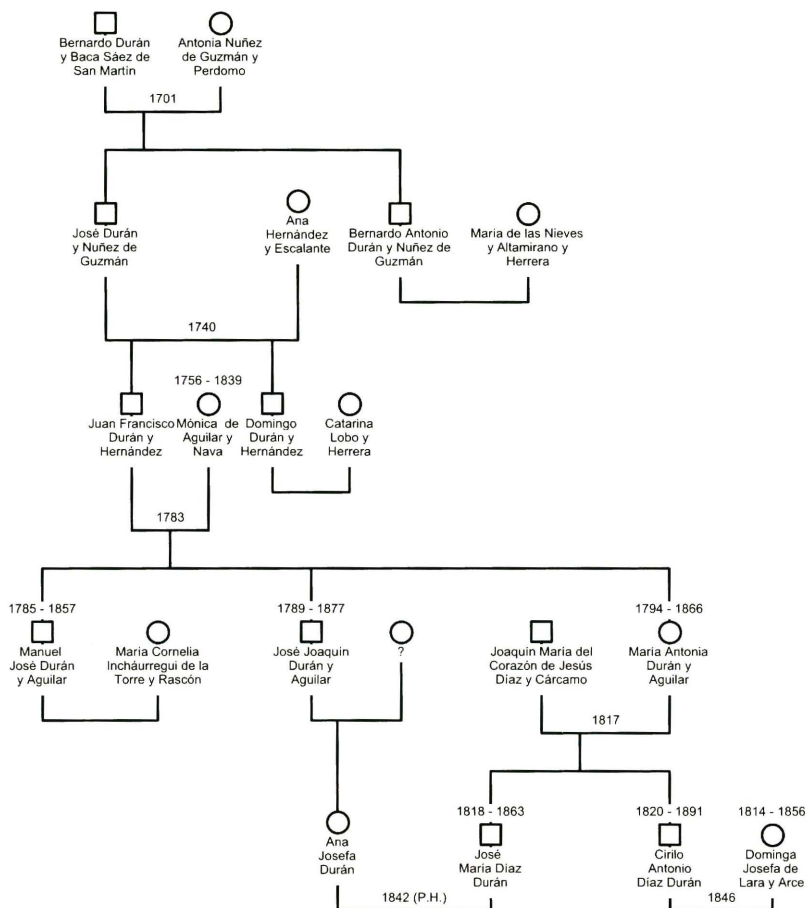 Bernardo Durán
y Baca Sáez de
San Martín
Antonia Nuñez
de Guzmán y
Perdomo
1701
José Durán
y Nuñez de
Guzmán
Ana
Hernández
y Escalante
Bernardo Antonio
Durán y Nuñez de
Guzmán
Maria de las Nieves
y Altamirano y
Herrera
1740
Juan Francisco
Durán y
Hernández
1756 - 1839
Mónica de
Aguilar y
Nava
Domingo
Durán y
Hernández
Catarina
Lobo y
Herrera
1783
1785 - 1857
Manuel
José Durán
y Aguilar
Maria Cornelia
Incháurregui de la
Torre y Rascón
1789 - 1877
José Joaquin
Durán y
Aguilar
?
Joaquín Maria del
Corazón de Jesús
Díaz y Cárcamo
1794 - 1866
Maria Antonia
Durán y
Aguilar
1817
Ana
Josefa
Durán
1818 - 1863
José
Maria Díaz
Durán
1820 - 1891
Cirilo
Antonio
Díaz Durán
1814 - 1856
Dominga
Josefa de
Lara y Arce
1842 (P.H.)
1846